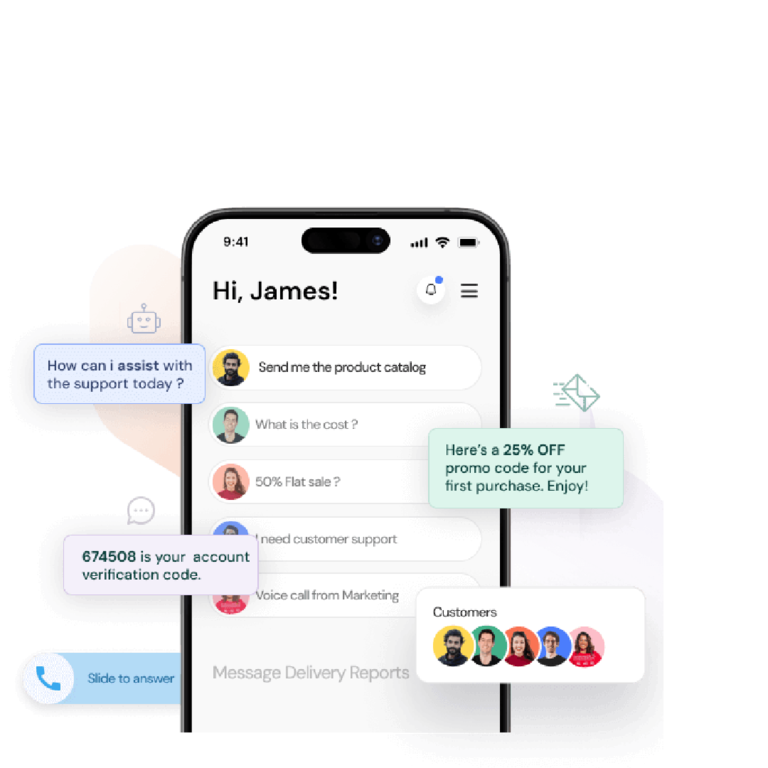 9:41
Hi, James!
Send me the product catalog
How can i assist with
the support today ?
What is the cost ?
Here's a 25% OFF
promo code for your
first purchase. Enjoy!
50% Flat sale ?
I need customer support
674508 is your account
verification code.
Voice call from Marketing
Customers
Message Delivery Reports
Slide to answer